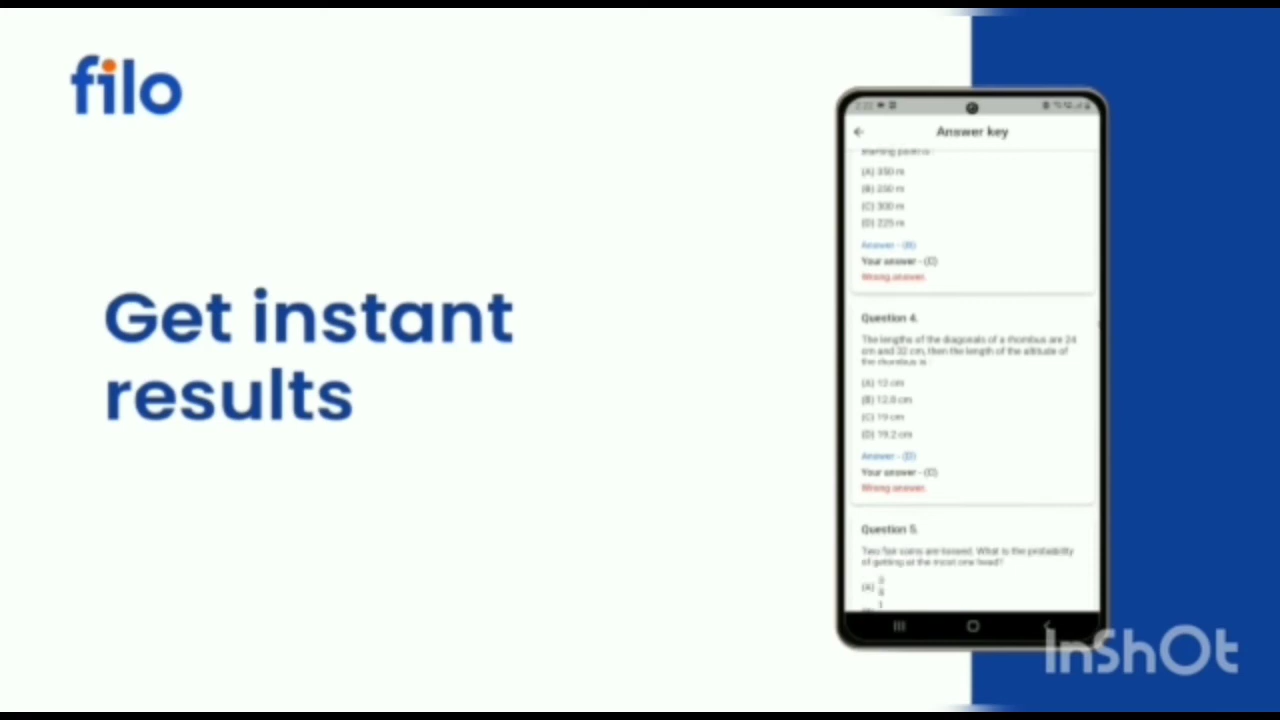 filo
Get instant
results
Answer key
(A) 350 m
(B) 250 m
(C) 300 m
(D) 225 m
Answer - (B)
Your answer - (C)
Wrong answer.
Question 4.
The lengths of the diagonals of a rhombus are 24
cm and 32 cm, then the length of the altitude of
the rhombus is :
(A) 12 cm
(B) 12.8 cm
(C) 19 cm
(D) 19.2 cm
Answer - (D)
Your answer - (C)
Wrong answer.
Question 5.
Two fair coins are tossed. What is the probability
of getting at the most one head?
(A)
InShOt